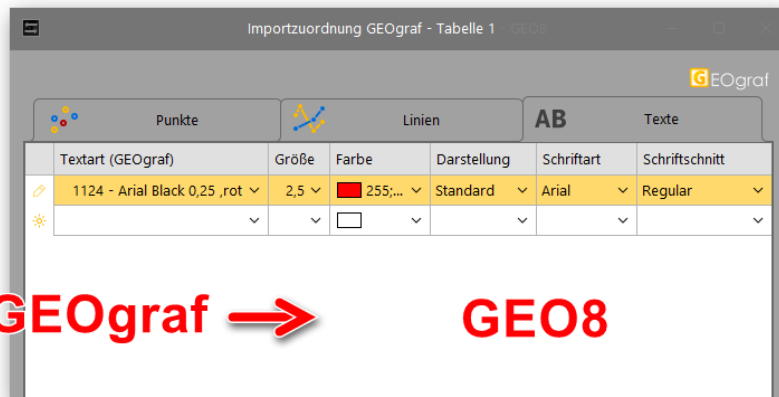 Importzuordnung GEOgraf - Tabelle 1 - GEO8
GEOgraf
Punkte Linien AB Texte
Textart (GEOgraf) Größe Farbe Darstellung Schriftart Schriftschnitt
1124 - Arial Black 0,25 ,rot 2,5 255;... Standard Arial Regular
GEOgraf GEO8